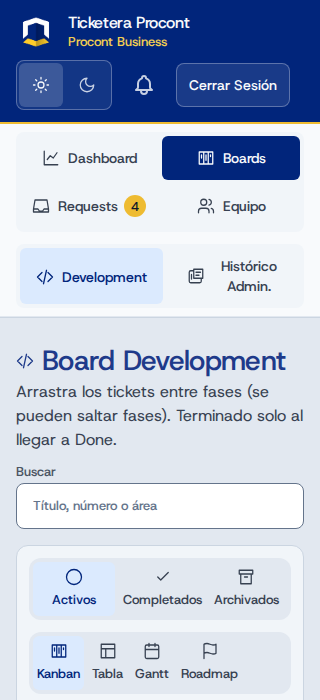 Ticketera Procont
Procont Business
Cerrar Sesión
Dashboard
Boards
Requests 4
Equipo
Development
Histórico
Admin.
Board Development
Arrastra los tickets entre fases (se
pueden saltar fases). Terminado solo al
llegar a Done.
Buscar
Título, número o área
Activos
Completados
Archivados
Kanban
Tabla
Gantt
Roadmap